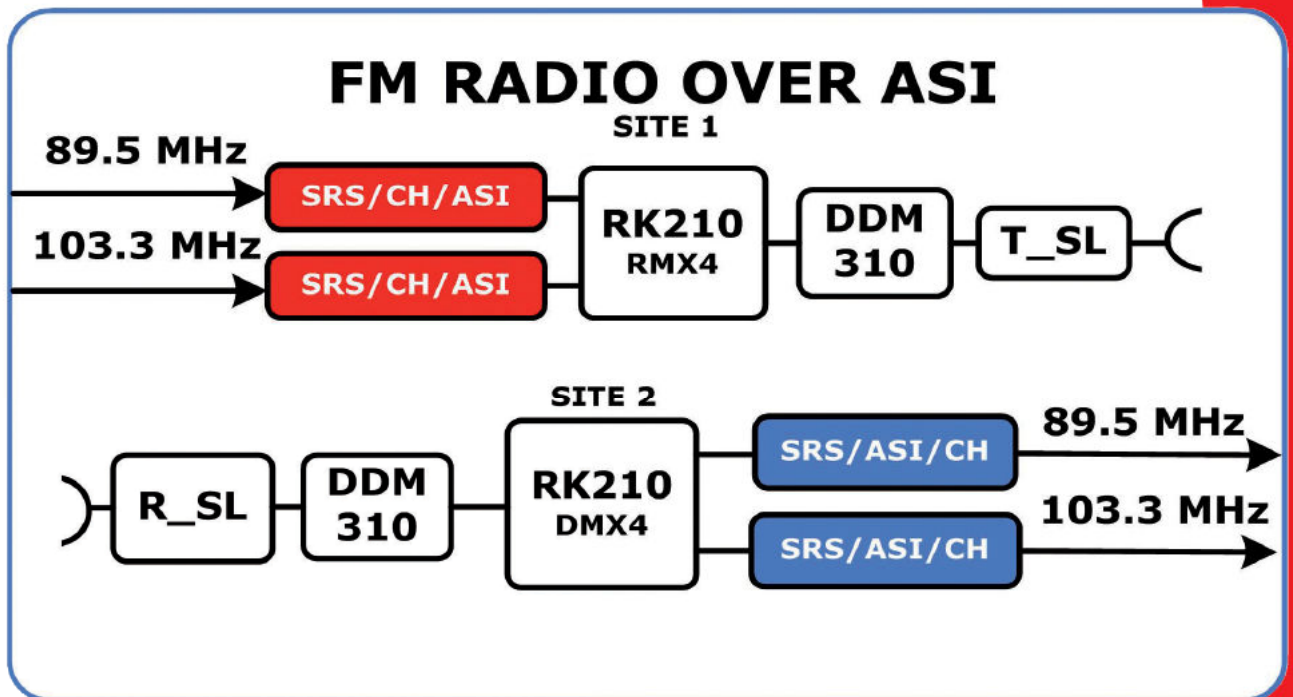 FM RADIO OVER ASI
SITE 1
89.5 MHz
103.3 MHz
SRS/CH/ASI
SRS/CH/ASI
RK210
RMX4
DDM
310
T_SL
SITE 2
R_SL
DDM
310
RK210
DMX4
SRS/ASI/CH
SRS/ASI/CH
89.5 MHz
103.3 MHz